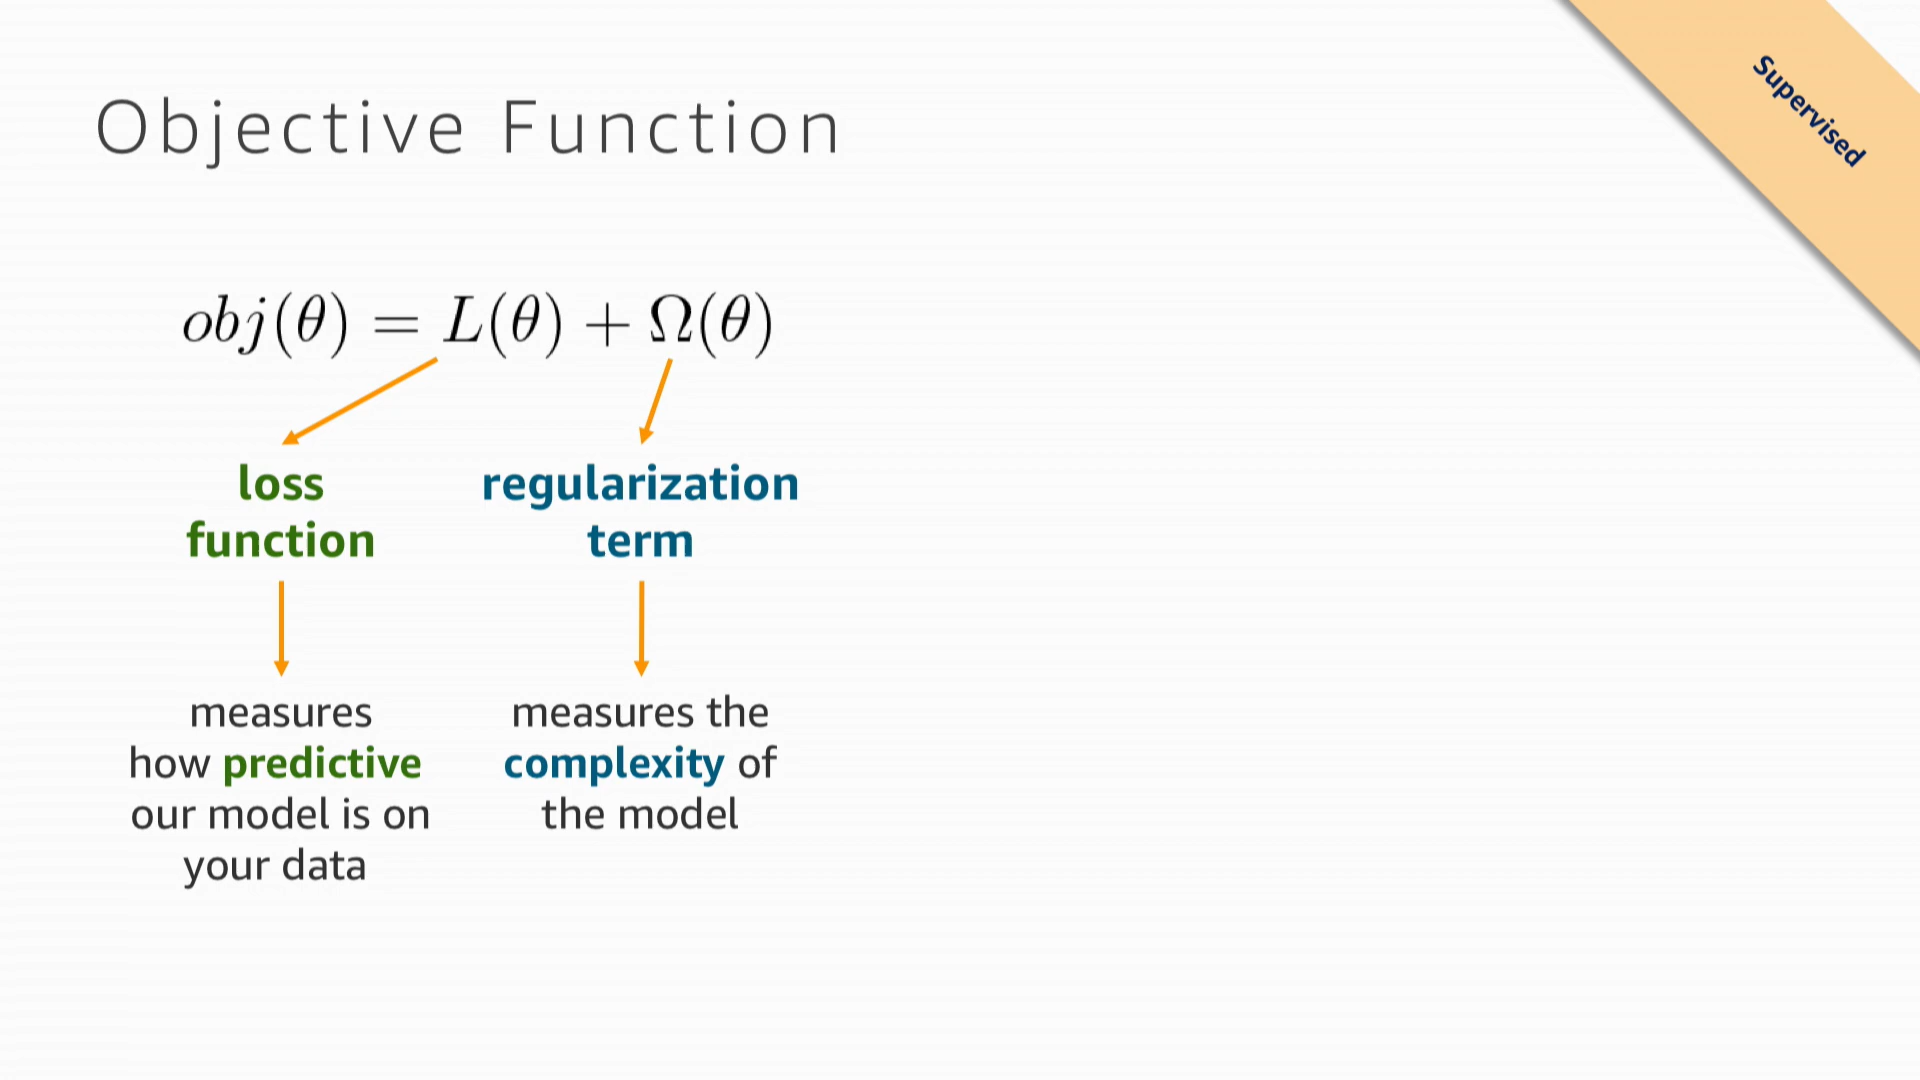 Objective Function
Supervised
obj(θ) = L(θ) + Ω(θ)
loss
function
regularization
term
measures
how predictive
our model is on
your data
measures the
complexity of
the model